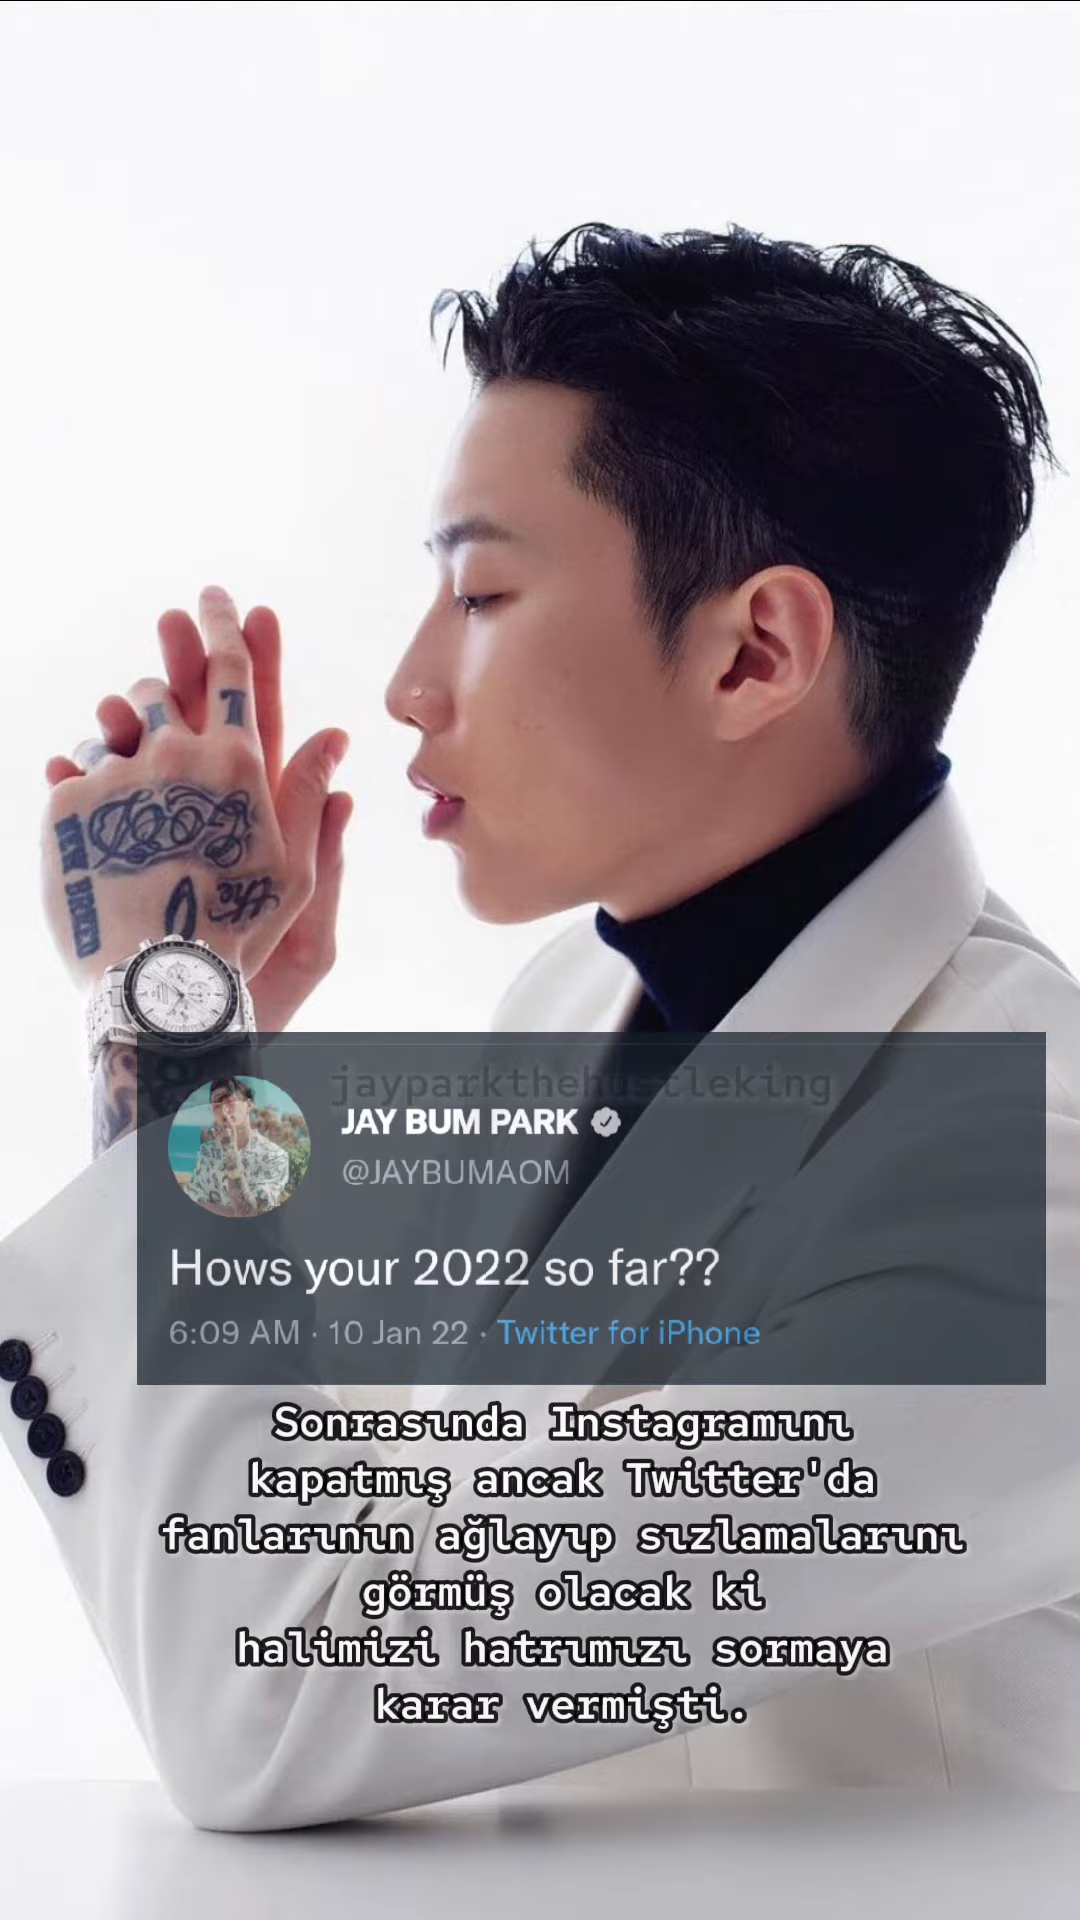 jayparkthehustleking
JAY BUM PARK
@JAYBUMAOM
Hows your 2022 so far??
6:09 AM · 10 Jan 22 · Twitter for iPhone
Sonrasında Instagramını
kapatmış ancak Twitter'da
fanlarının ağlayıp sızlamalarını
görmüş olacak ki
halimizi hatrımızı sormaya
karar vermişti.